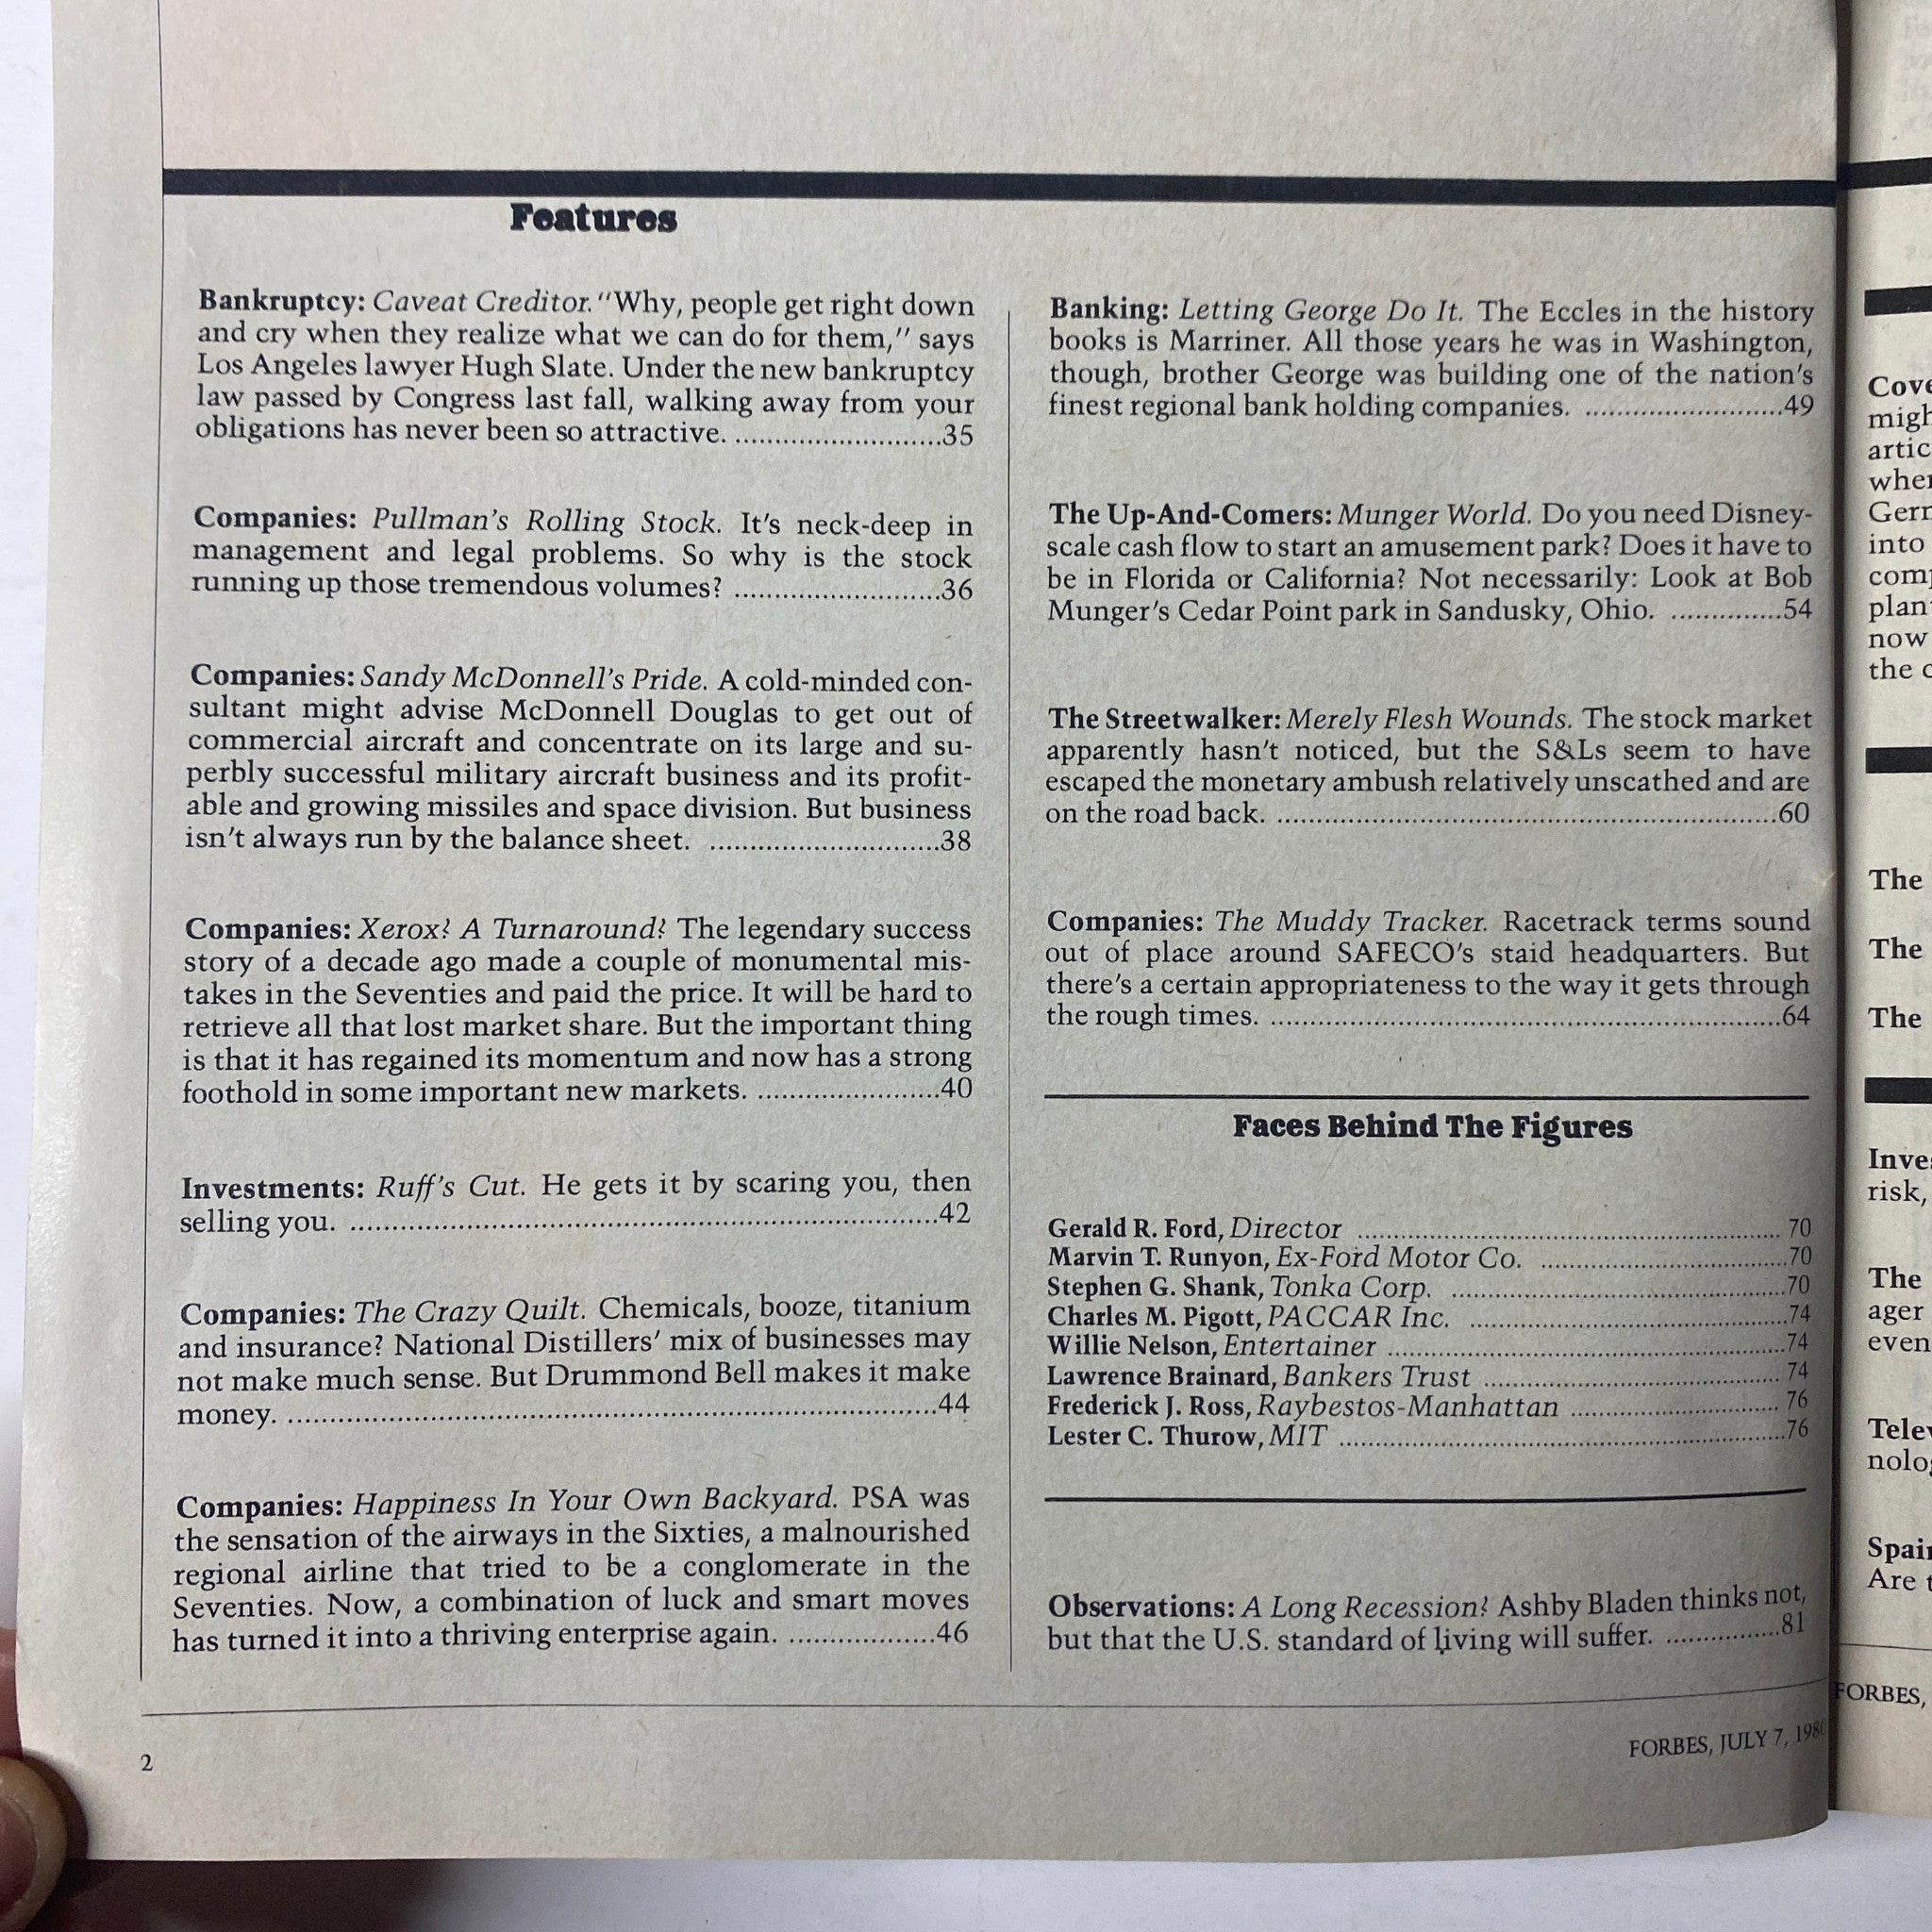 Features
Bankruptcy: Caveat Creditor. "Why, people get right down
and cry when they realize what we can do for them," says
Los Angeles lawyer Hugh Slate. Under the new bankruptcy
law passed by Congress last fall, walking away from your
obligations has never been so attractive. ..........................35
Companies: Pullman's Rolling Stock. It's neck-deep in
management and legal problems. So why is the stock
running up those tremendous volumes? ..........................36
Companies: Sandy McDonnell's Pride. A cold-minded con-
sultant might advise McDonnell Douglas to get out of
commercial aircraft and concentrate on its large and su-
perbly successful military aircraft business and its profit-
able and growing missiles and space division. But business
isn't always run by the balance sheet. .............................38
Companies: Xerox? A Turnaround? The legendary success
story of a decade ago made a couple of monumental mis-
takes in the Seventies and paid the price. It will be hard to
retrieve all that lost market share. But the important thing
is that it has regained its momentum and now has a strong
foothold in some important new markets. .......................40
Investments: Ruff's Cut. He gets it by scaring you, then
selling you. ..........................................................................42
Companies: The Crazy Quilt. Chemicals, booze, titanium
and insurance? National Distillers' mix of businesses may
not make much sense. But Drummond Bell makes it make
money. .................................................................................44
Companies: Happiness In Your Own Backyard. PSA was
the sensation of the airways in the Sixties, a malnourished
regional airline that tried to be a conglomerate in the
Seventies. Now, a combination of luck and smart moves
has turned it into a thriving enterprise again. ..................46
Banking: Letting George Do It. The Eccles in the history
books is Marriner. All those years he was in Washington,
though, brother George was building one of the nation's
finest regional bank holding companies. .........................49
The Up-And-Comers: Munger World. Do you need Disney-
scale cash flow to start an amusement park? Does it have to
be in Florida or California? Not necessarily: Look at Bob
Munger's Cedar Point park in Sandusky, Ohio. ..............54
The Streetwalker: Merely Flesh Wounds. The stock market
apparently hasn't noticed, but the S&Ls seem to have
escaped the monetary ambush relatively unscathed and are
on the road back. ...............................................................60
Companies: The Muddy Tracker. Racetrack terms sound
out of place around SAFECO's staid headquarters. But
there's a certain appropriateness to the way it gets through
the rough times. ................................................................64
Faces Behind The Figures
Gerald R. Ford, Director ..................................................... 70
Marvin T. Runyon, Ex-Ford Motor Co. ...............................70
Stephen G. Shank, Tonka Corp. ..........................................70
Charles M. Pigott, PACCAR Inc. ........................................74
Willie Nelson, Entertainer ..................................................74
Lawrence Brainard, Bankers Trust ..................................... 74
Frederick J. Ross, Raybestos-Manhattan .......................... 76
Lester C. Thurow, MIT ........................................................76
Observations: A Long Recession? Ashby Bladen thinks not,
but that the U.S. standard of living will suffer. ...............81
2
FORBES, JULY 7, 198
migh
artic
into
plan
now
the
The
The
The
risk,
The
ager
even
Are
FORBES,